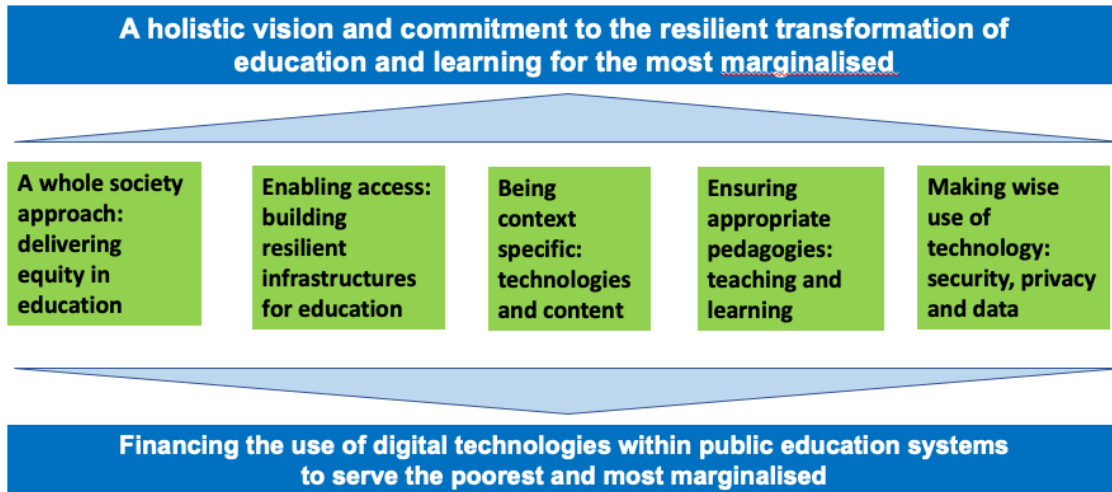 A holistic vision and commitment to the resilient transformation of
education and learning for the most marginalised
A whole society
approach:
delivering
equity in
education
Enabling access:
building
resilient
infrastructures
for education
Being
context
specific:
technologies
and content
Ensuring
appropriate
pedagogies:
teaching and
learning
Making wise
use of
technology:
security, privacy
and data
Financing the use of digital technologies within public education systems
to serve the poorest and most marginalised